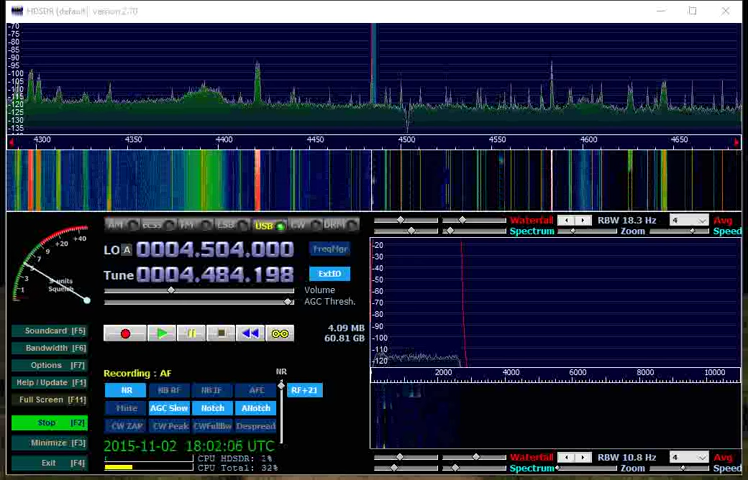 HDSDR (default) version 2.70
-70
-75
-80
-85
-90
-95
-100
-105
-110
-115
-120
-125
-130
-135
4300 4350 4400 4450 4500 4550 4600 4650
AM ECSS FM LSB USB CW DRM
Waterfall RBW 18.3 Hz 4 Avg
Spectrum Zoom Speed
+20 +40
9
7
5
3
1
S-units
Squelch
LO A 0004.504.000 FreqMgr
Tune 0004.484.198 ExtIO
Volume
AGC Thresh.
4.09 MB
60.81 GB
Soundcard [F5]
Bandwidth [F6]
Options [F7]
Help / Update [F1]
Full Screen [F11]
Stop [F2]
Minimize [F3]
Exit [F4]
Recording : AF NR
NR NB RF NB IF AFC RF+21
Mute AGC Slow Notch ANotch
CW ZAP CW Peak CWFullBw Despread
2015-11-02 18:02:06 UTC
CPU HDSDR: 1%
CPU Total: 32%
-20
-30
-40
-50
-60
-70
-80
-90
-100
-110
-120
2000 4000 6000 8000 10000
Waterfall RBW 10.8 Hz 4 Avg
Spectrum Zoom Speed